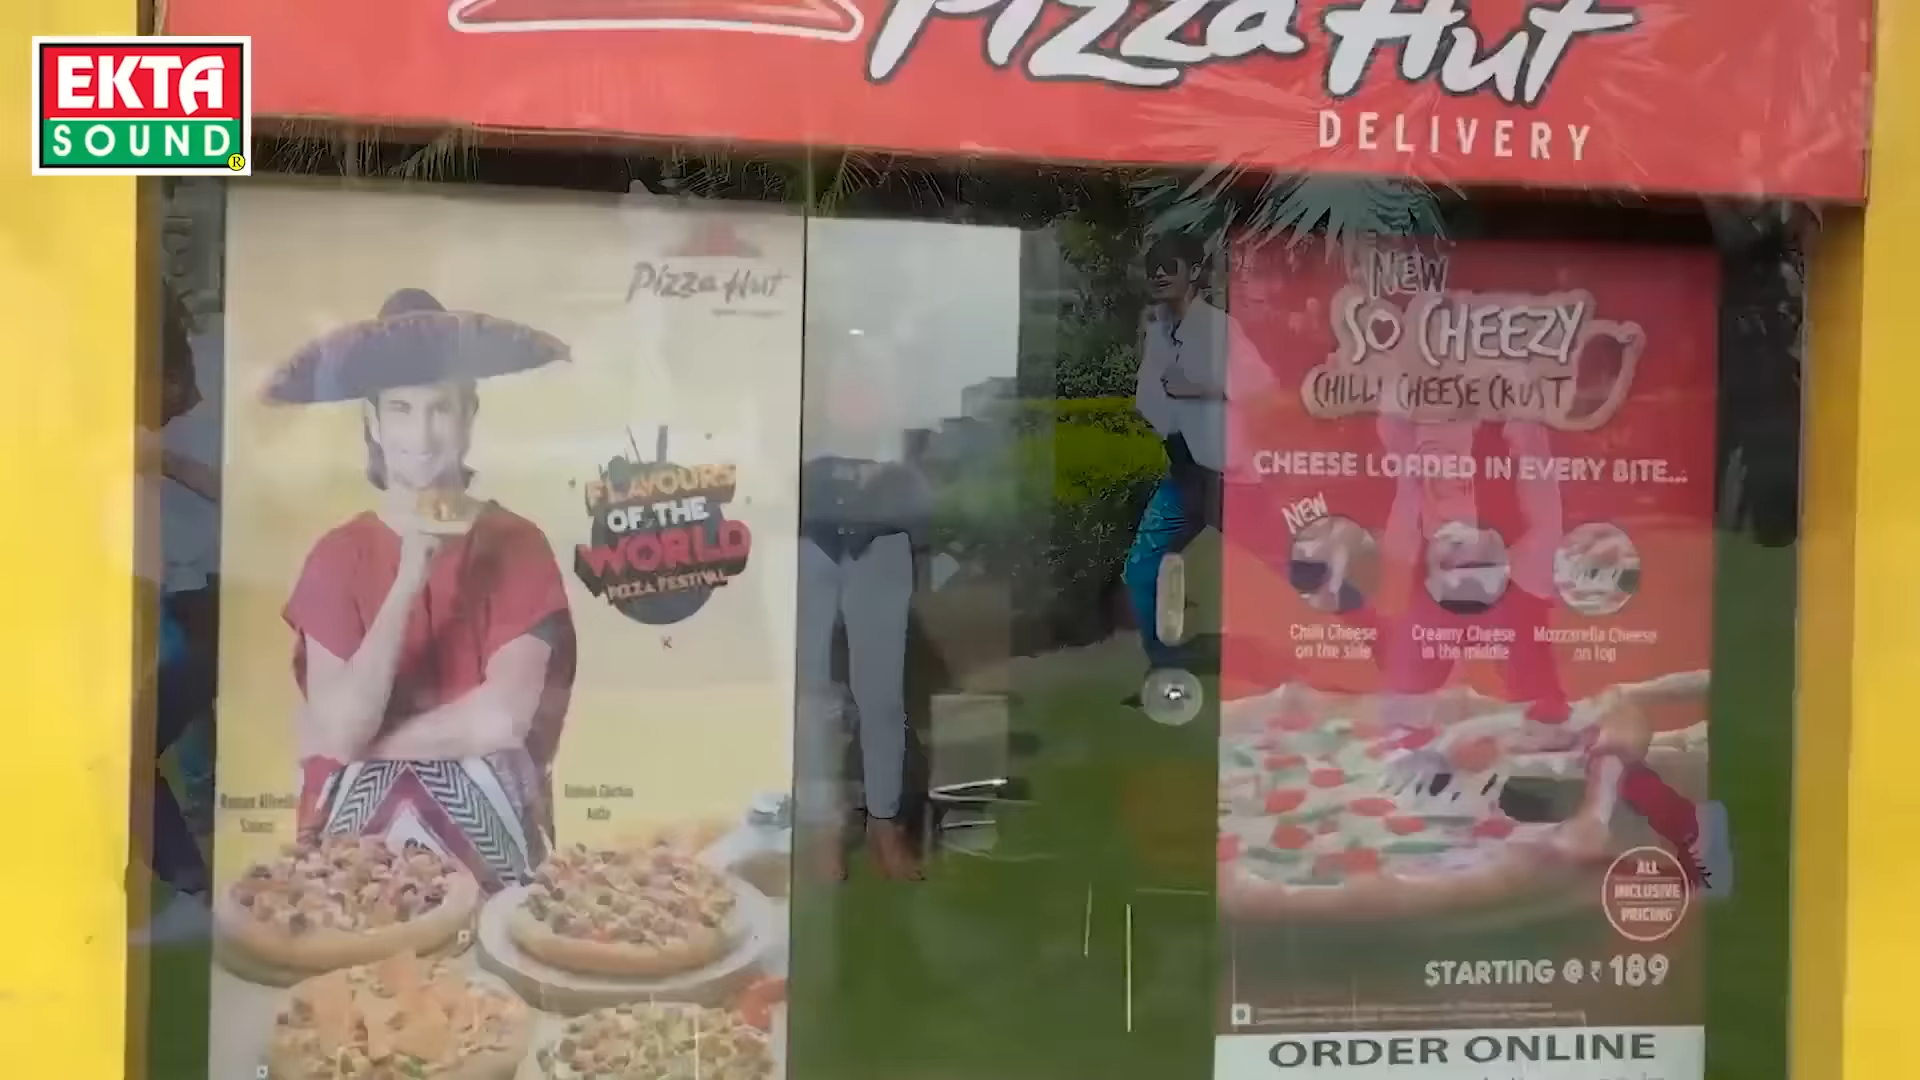 EKTA
SOUND
®
Pizza Hut
DELIVERY
Pizza Hut
FLAVOURS
OF THE
WORLD
PIZZA FESTIVAL
NEW
SO CHEEZY
CHILLI CHEESE CRUST
CHEESE LOADED IN EVERY BITE...
NEW
Chilli Cheese
on the side
Creamy Cheese
in the middle
Mozzarella Cheese
on top
ALL
INCLUSIVE
PRICING
STARTING @ ₹ 189
ORDER ONLINE